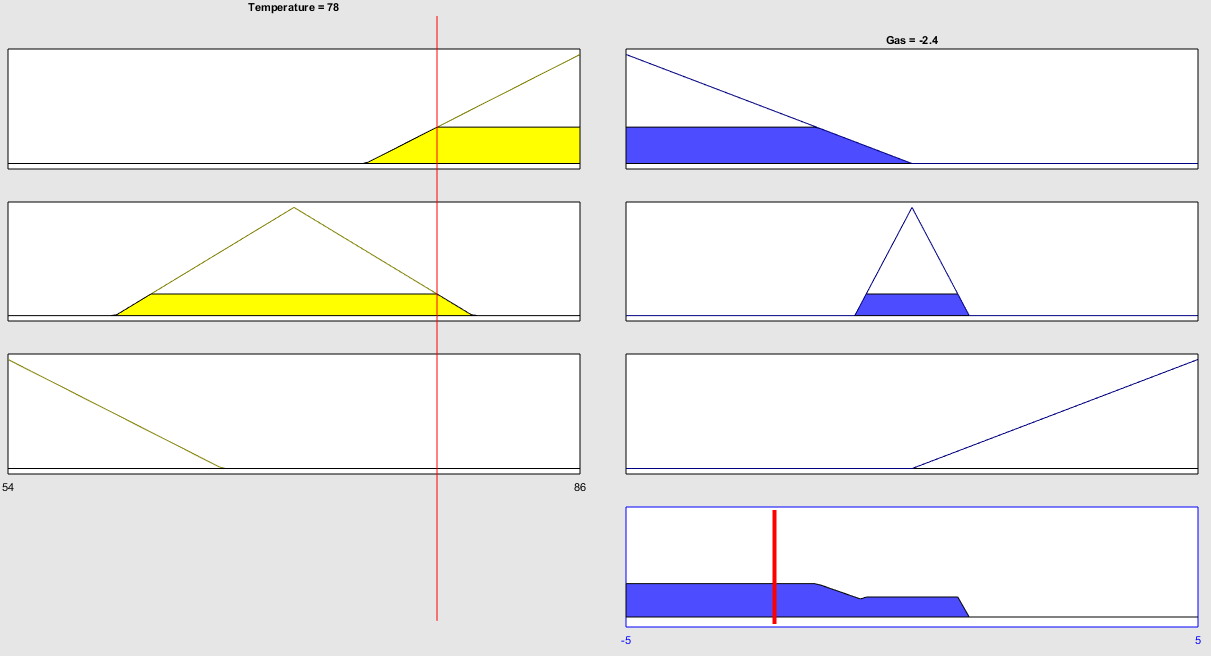 Temperature = 78
Gas = -2.4
54
86
-5
5